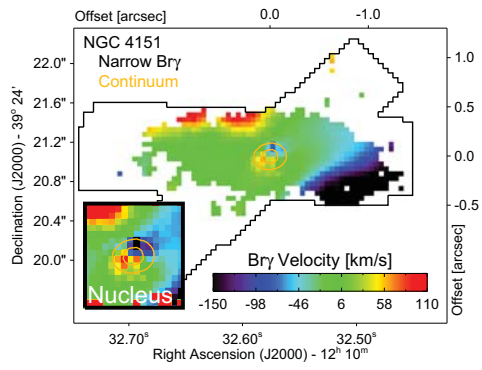 Offset [arcsec]
0.0 -1.0
NGC 4151
Narrow Brγ
Continuum
22.0"
21.6"
21.2"
20.8"
20.4"
20.0"
Declination (J2000) - 39° 24'
1.0
0.5
0.0
-0.5
Offset [arcsec]
Nucleus
Brγ Velocity [km/s]
-150 -98 -46 6 58 110
32.70s 32.60s 32.50s
Right Ascension (J2000) - 12h 10m